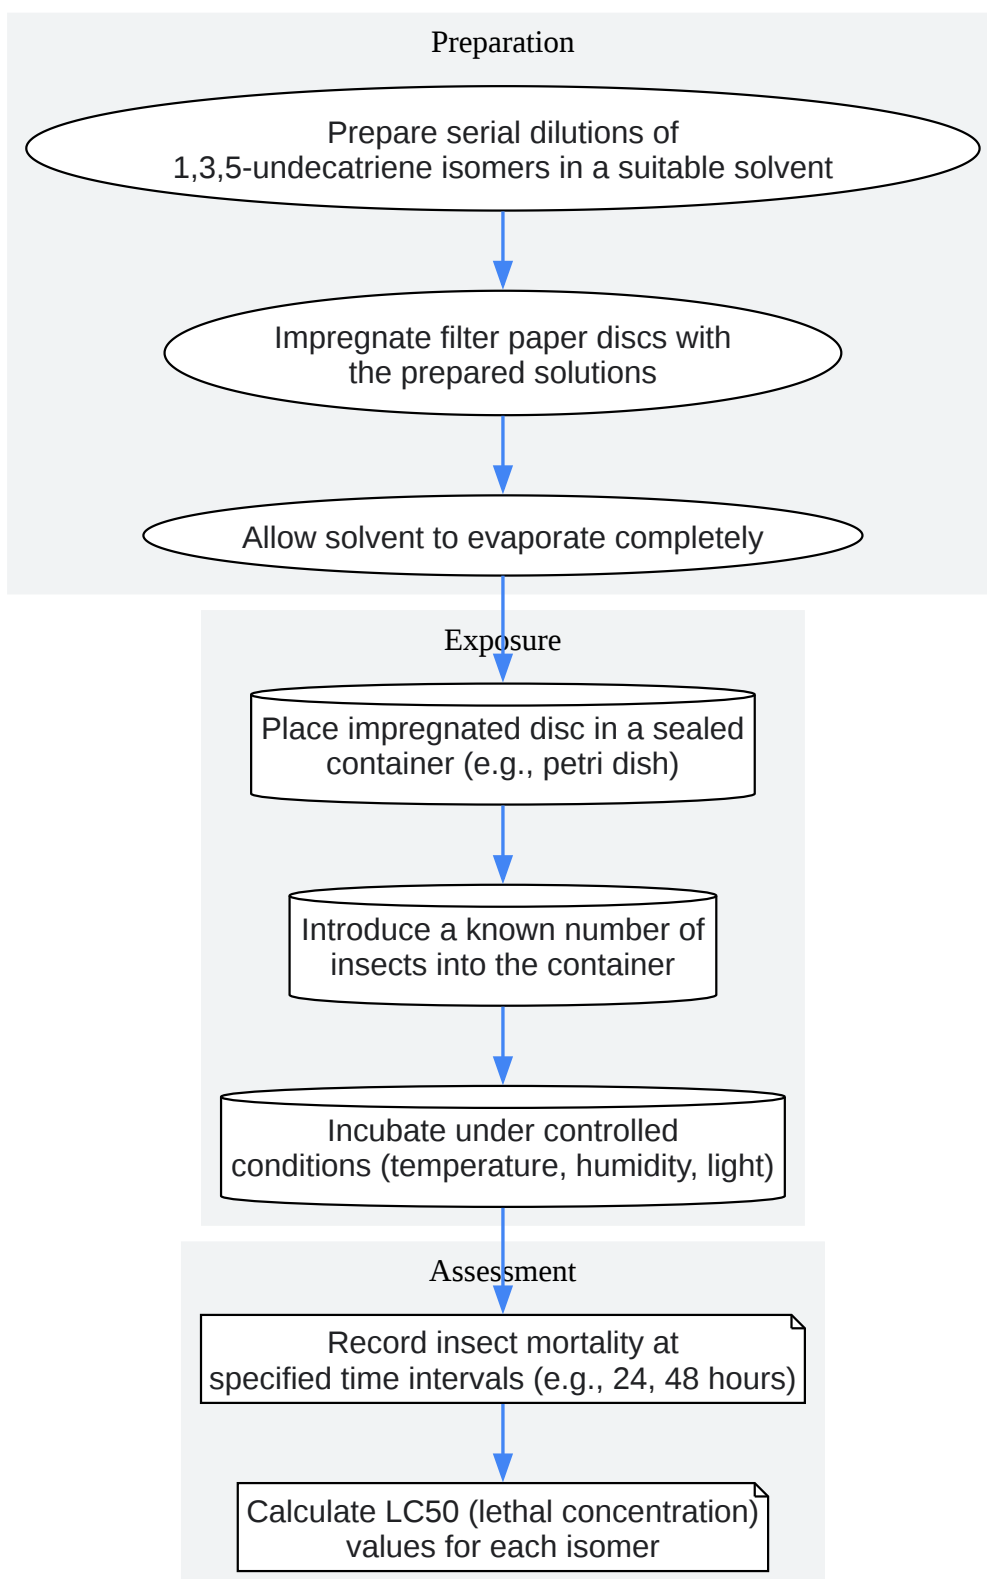 Preparation
Prepare serial dilutions of
1,3,5-undecatriene isomers in a suitable solvent
Impregnate filter paper discs with
the prepared solutions
Allow solvent to evaporate completely
Exposure
Place impregnated disc in a sealed
container (e.g., petri dish)
Introduce a known number of
insects into the container
Incubate under controlled
conditions (temperature, humidity, light)
Assessment
Record insect mortality at
specified time intervals (e.g., 24, 48 hours)
Calculate LC50 (lethal concentration)
values for each isomer